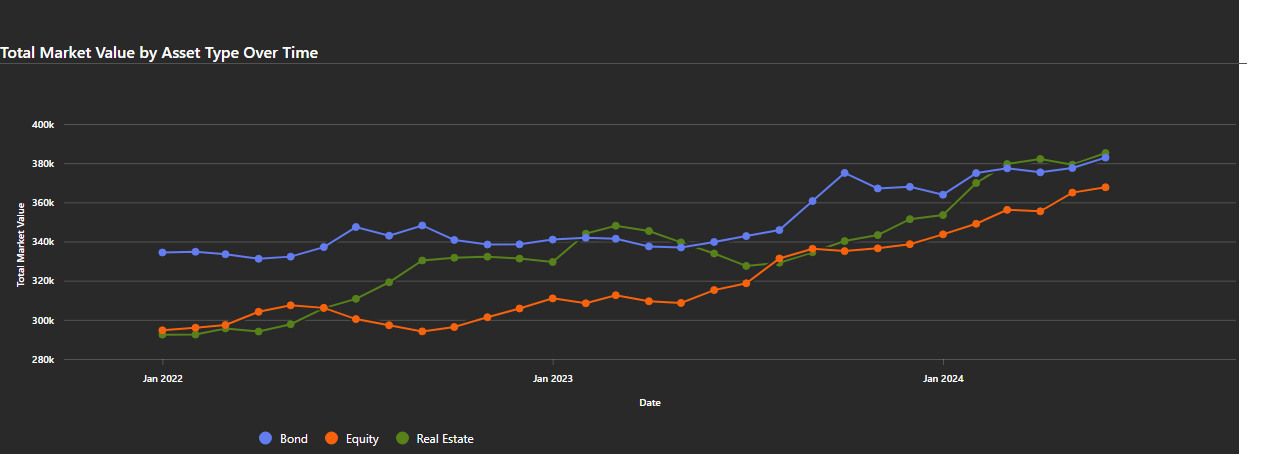 Total Market Value by Asset Type Over Time
400k
380k
360k
340k
320k
300k
280k
Total Market Value
Jan 2022
Jan 2023
Jan 2024
Date
Bond
Equity
Real Estate